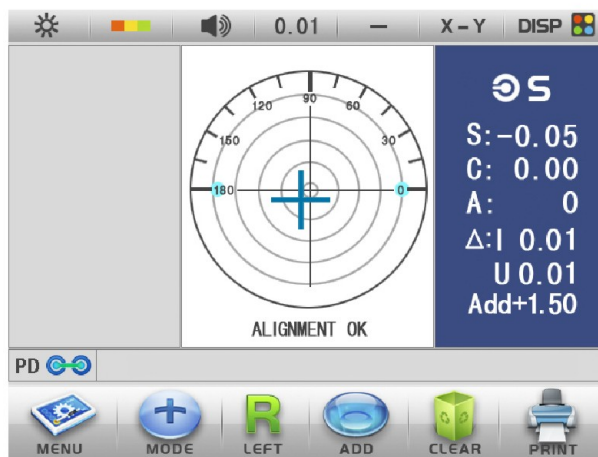 0.01 — X-Y DISP
S
120 90 60
150 30
180 0
ALIGNMENT OK
S:-0.05
C: 0.00
A: 0
Δ:I 0.01
U 0.01
Add+1.50
PD
R
MENU MODE LEFT ADD CLEAR PRINT